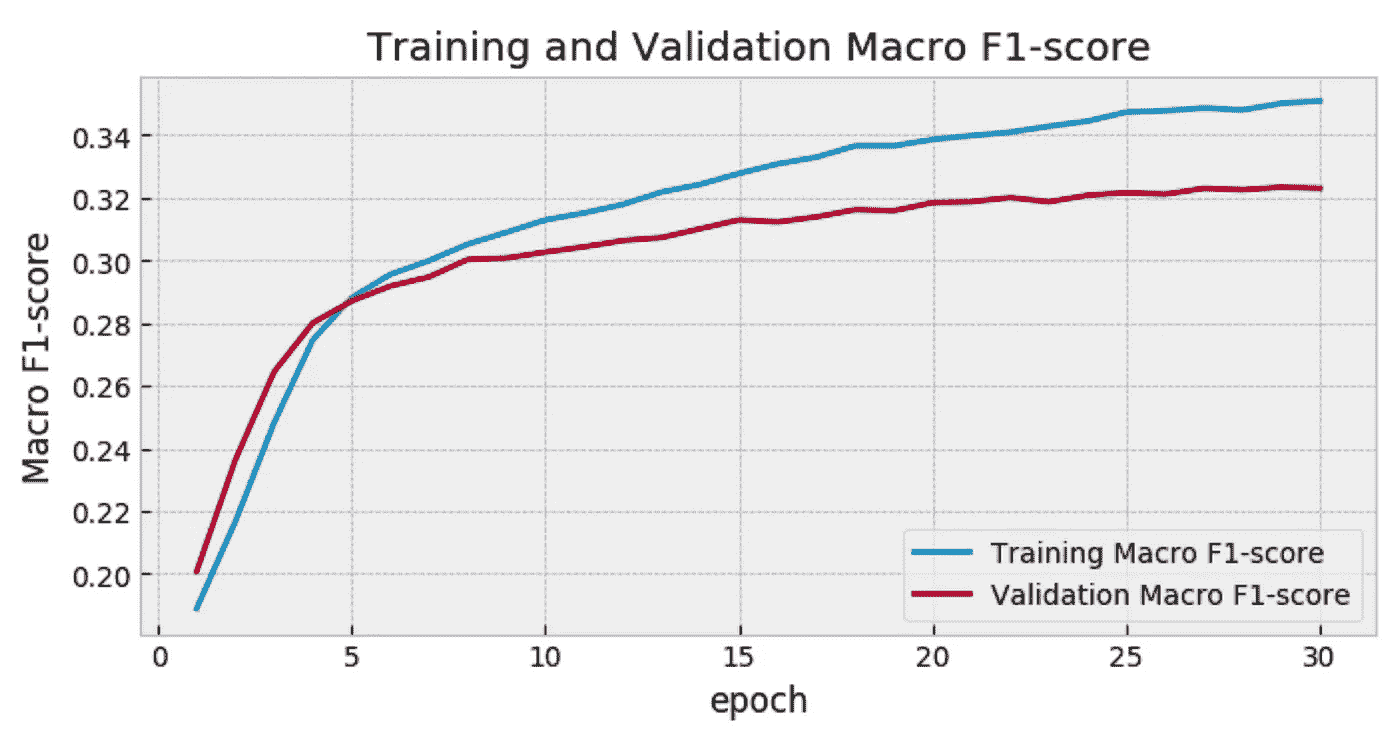 Training and Validation Macro F1-score
Macro F1-score
0.34
0.32
0.30
0.28
0.26
0.24
0.22
0.20
Training Macro F1-score
Validation Macro F1-score
0 5 10 15 20 25 30
epoch